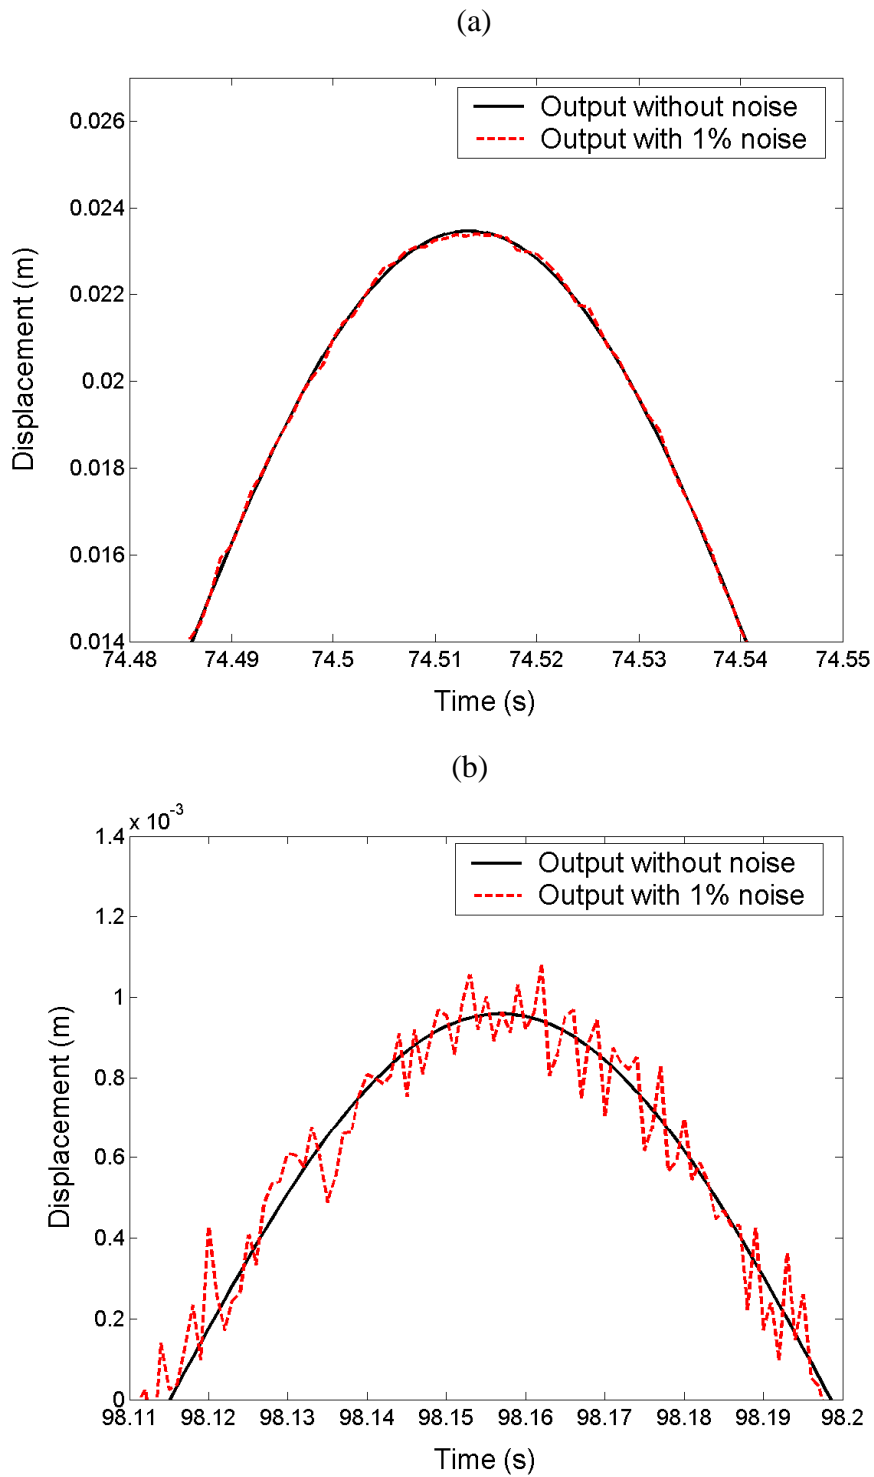 (a)
Output without noise
Output with 1% noise
0.026
0.024
0.022
0.02
0.018
0.016
0.014
Displacement (m)
74.48 74.49 74.5 74.51 74.52 74.53 74.54 74.55
Time (s)
(b)
x 10-3
Output without noise
Output with 1% noise
1.4
1.2
1
0.8
0.6
0.4
0.2
0
Displacement (m)
98.11 98.12 98.13 98.14 98.15 98.16 98.17 98.18 98.19 98.2
Time (s)